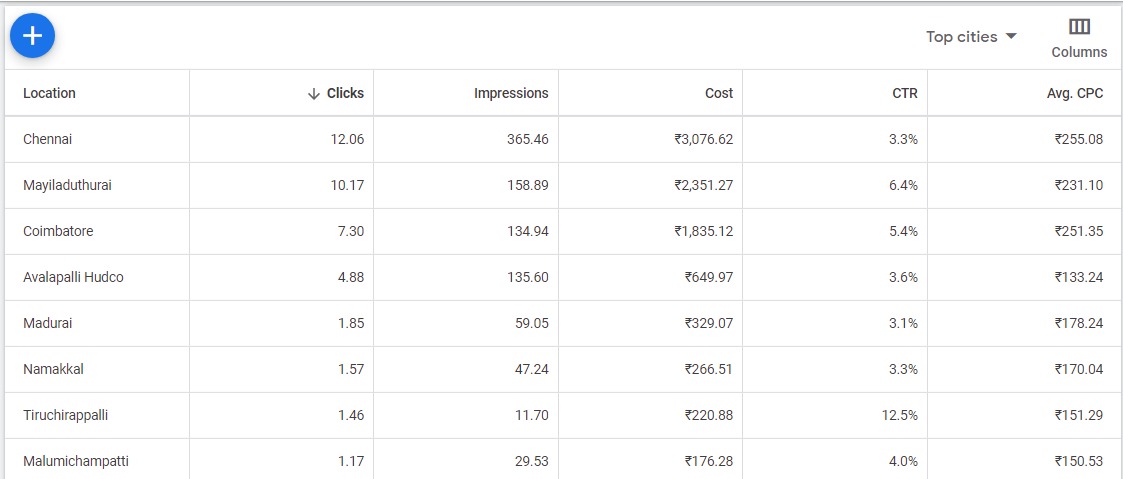 Top cities
Columns
Location Clicks Impressions Cost CTR Avg. CPC
Chennai 12.06 365.46 ₹3,076.62 3.3% ₹255.08
Mayiladuthurai 10.17 158.89 ₹2,351.27 6.4% ₹231.10
Coimbatore 7.30 134.94 ₹1,835.12 5.4% ₹251.35
Avalapalli Hudco 4.88 135.60 ₹649.97 3.6% ₹133.24
Madurai 1.85 59.05 ₹329.07 3.1% ₹178.24
Namakkal 1.57 47.24 ₹266.51 3.3% ₹170.04
Tiruchirappalli 1.46 11.70 ₹220.88 12.5% ₹151.29
Malumichampatti 1.17 29.53 ₹176.28 4.0% ₹150.53